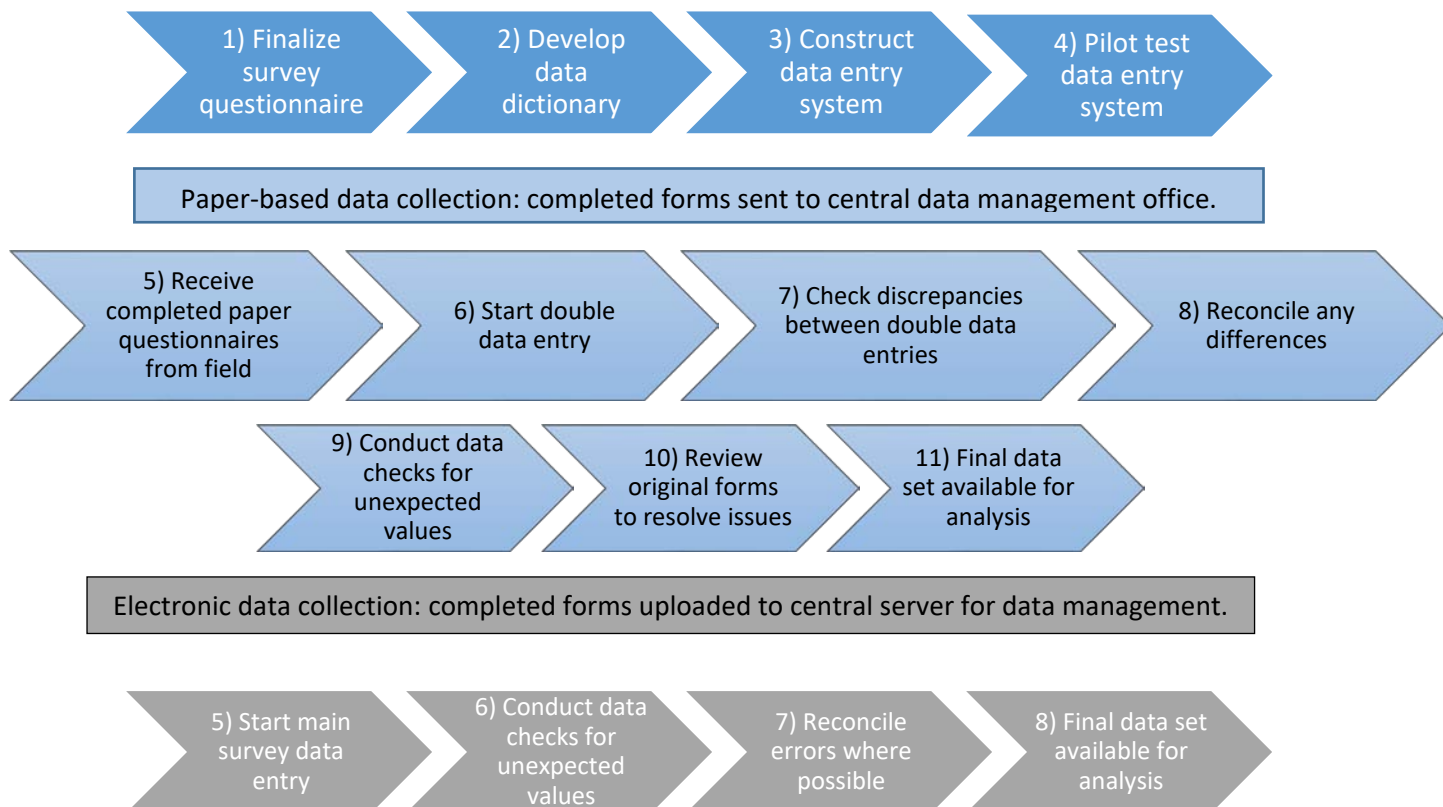 1) Finalize
survey
questionnaire
2) Develop
data
dictionary
3) Construct
data entry
system
4) Pilot test
data entry
system
Paper-based data collection: completed forms sent to central data management office.
5) Receive
completed paper
questionnaires
from field
6) Start double
data entry
7) Check discrepancies
between double data
entries
8) Reconcile any
differences
9) Conduct data
checks for
unexpected
values
10) Review
original forms
to resolve issues
11) Final data
set available for
analysis
Electronic data collection: completed forms uploaded to central server for data management.
5) Start main
survey data
entry
6) Conduct data
checks for
unexpected
values
7) Reconcile
errors where
possible
8) Final data set
available for
analysis